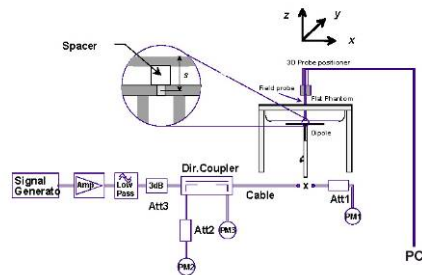 z
y
x
Spacer
s
3D Probe positioner
Field probe
Flat Phantom
Dipole
Signal
Generato
Amp
Low
Pass
3dB
Att3
Dir.Coupler
Cable
x
Att1
PM1
Att2
PM3
PM2
PC